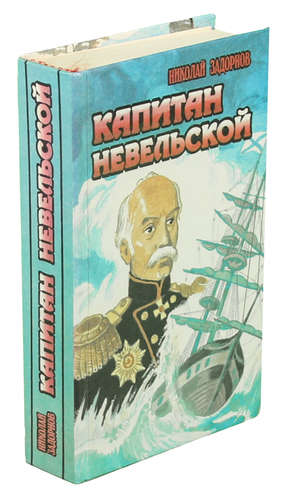 НИКОЛАЙ ЗАДОРНОВ
КАПИТАН
НЕВЕЛЬСКОЙ
НИКОЛАЙ
ЗАДОРНОВ
КАПИТАН НЕВЕЛЬСКОЙ